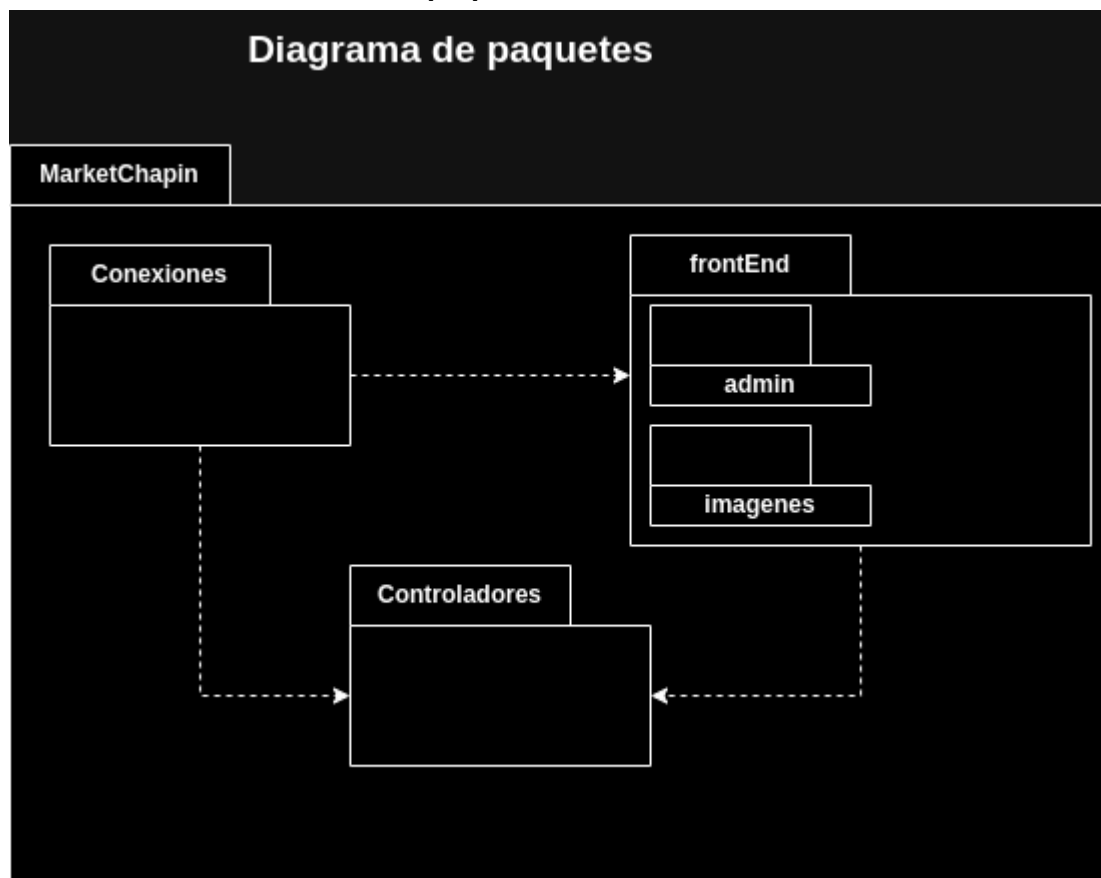 Diagrama de paquetes
MarketChapin
Conexiones
frontEnd
admin
imagenes
Controladores